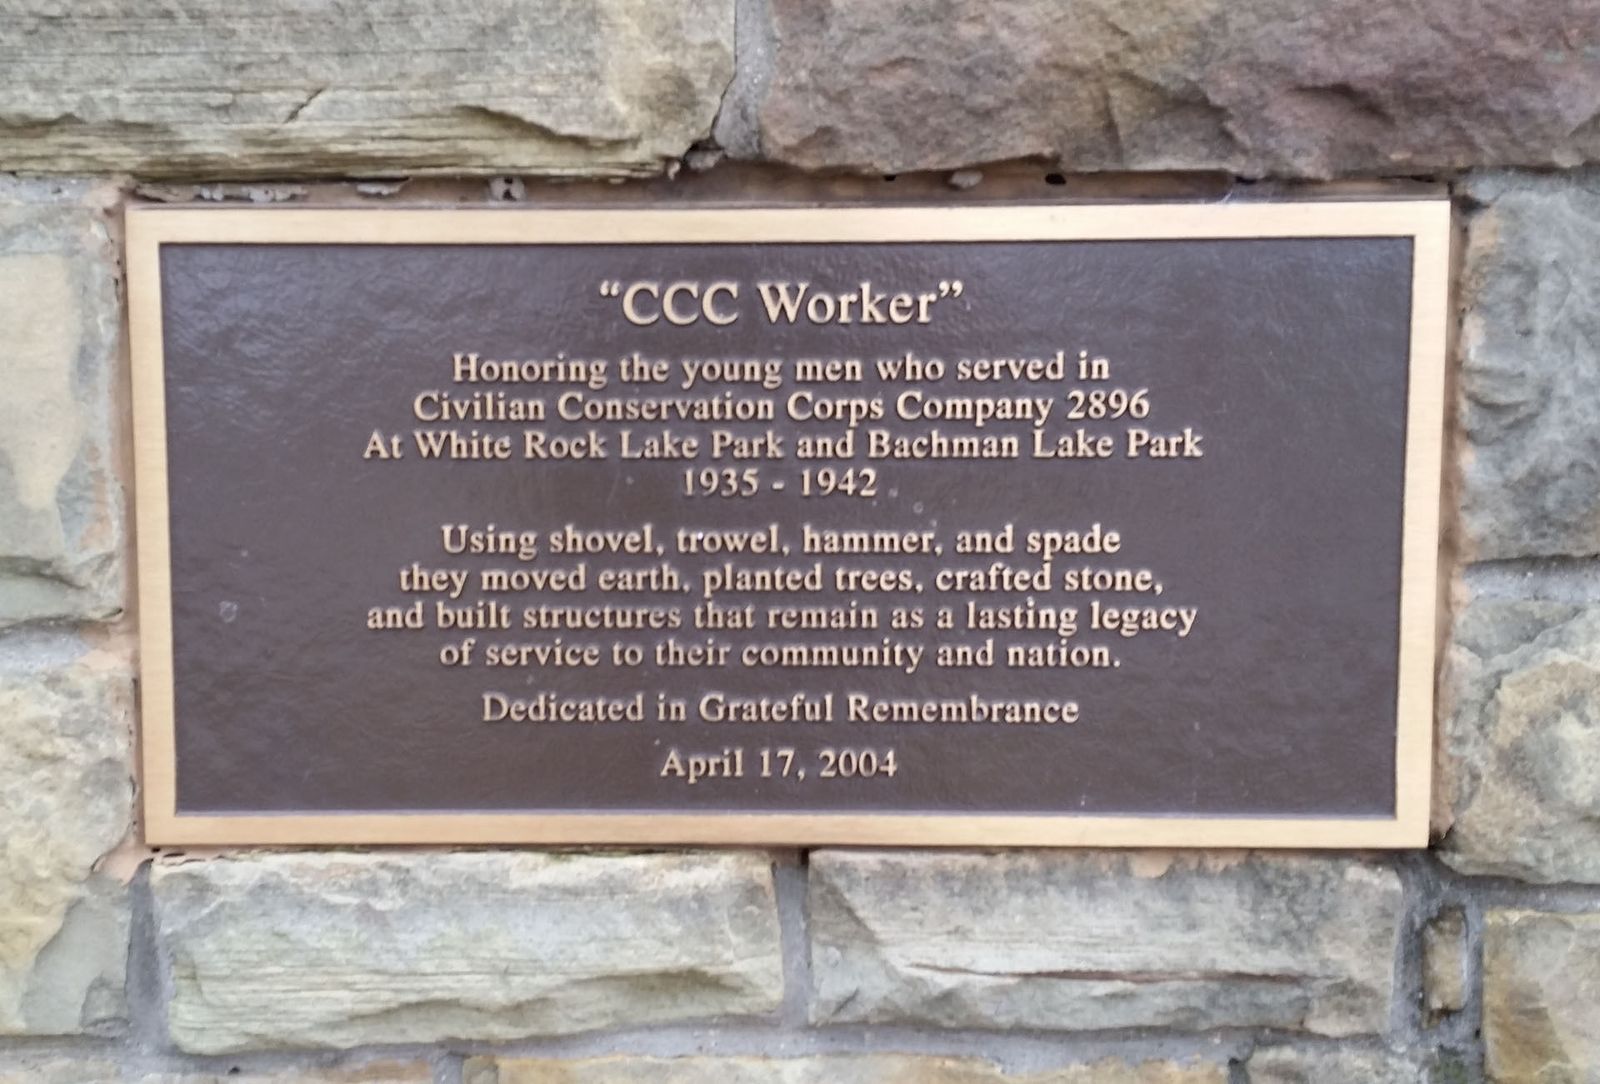 “CCC Worker”
Honoring the young men who served in
Civilian Conservation Corps Company 2896
At White Rock Lake Park and Bachman Lake Park
1935 - 1942
Using shovel, trowel, hammer, and spade
they moved earth, planted trees, crafted stone,
and built structures that remain as a lasting legacy
of service to their community and nation.
Dedicated in Grateful Remembrance
April 17, 2004